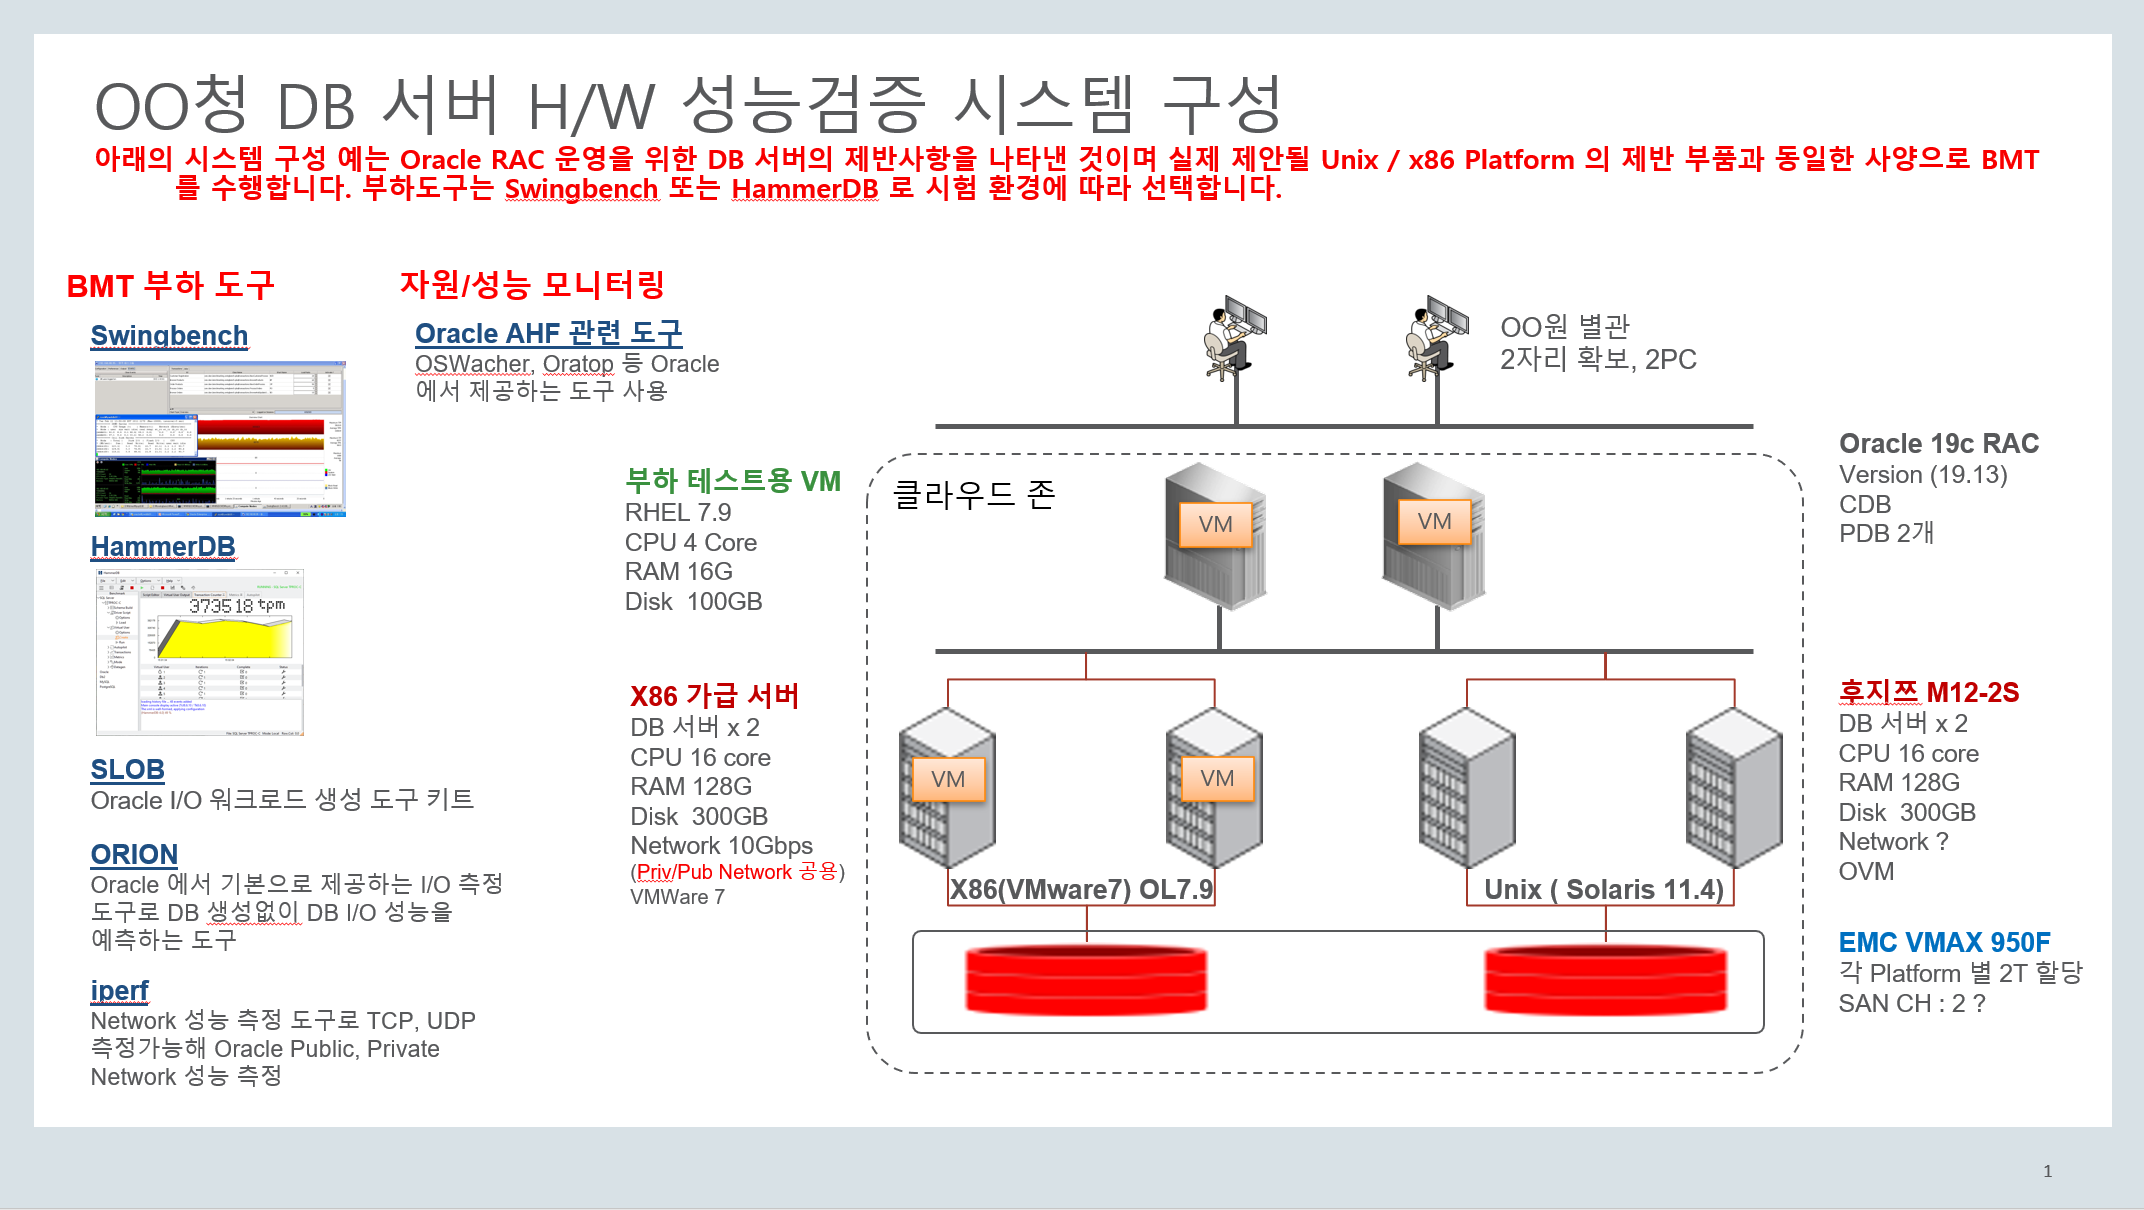 OO청 DB 서버 H/W 성능검증 시스템 구성
아래의 시스템 구성 예는 Oracle RAC 운영을 위한 DB 서버의 제반사항을 나타낸 것이며 실제 제안될 Unix / x86 Platform 의 제반 부품과 동일한 사양으로 BMT
를 수행합니다. 부하도구는 Swingbench 또는 HammerDB 로 시험 환경에 따라 선택합니다.
BMT 부하 도구
Swingbench
HammerDB
373518 tpm
SLOB
Oracle I/O 워크로드 생성 도구 키트
ORION
Oracle 에서 기본으로 제공하는 I/O 측정
도구로 DB 생성없이 DB I/O 성능을
예측하는 도구
iperf
Network 성능 측정 도구로 TCP, UDP
측정가능해 Oracle Public, Private
Network 성능 측정
자원/성능 모니터링
Oracle AHF 관련 도구
OSWacher, Oratop 등 Oracle
에서 제공하는 도구 사용
부하 테스트용 VM
RHEL 7.9
CPU 4 Core
RAM 16G
Disk  100GB
X86 가급 서버
DB 서버 x 2
CPU 16 core
RAM 128G
Disk  300GB
Network 10Gbps
(Priv/Pub Network 공용)
VMWare 7
OO원 별관
2자리 확보, 2PC
클라우드 존
VM
VM
VM
VM
X86(VMware7) OL7.9
Unix ( Solaris 11.4)
Oracle 19c RAC
Version (19.13)
CDB
PDB 2개
후지쯔 M12-2S
DB 서버 x 2
CPU 16 core
RAM 128G
Disk  300GB
Network ?
OVM
EMC VMAX 950F
각 Platform 별 2T 할당
SAN CH : 2 ?
1